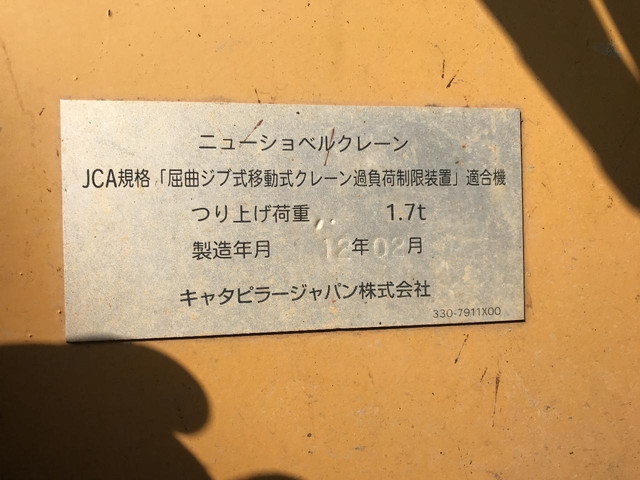 ニューショベルクレーン
JCA規格「屈曲ジブ式移動式クレーン過負荷制限装置」適合機
つり上げ荷重 1.7t
製造年月 12年02月
キャタピラージャパン株式会社
330-7911X00